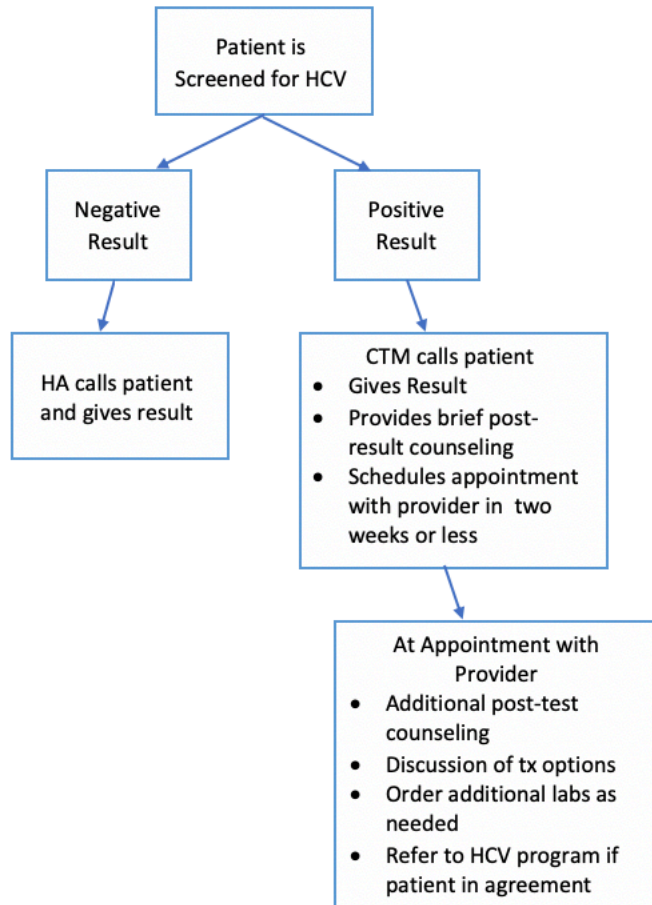 Patient is
Screened for HCV
Negative
Result
Positive
Result
HA calls patient
and gives result
CTM calls patient
• Gives Result
• Provides brief post-
result counseling
• Schedules appointment
with provider in two
weeks or less
At Appointment with
Provider
• Additional post-test
counseling
• Discussion of tx options
• Order additional labs as
needed
• Refer to HCV program if
patient in agreement